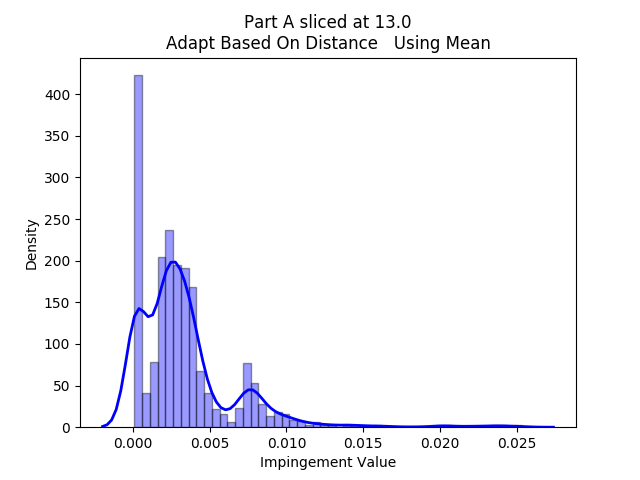 Part A sliced at 13.0
Adapt Based On Distance   Using Mean
400
350
300
250
200
150
100
50
0
Density
0.000 0.005 0.010 0.015 0.020 0.025
Impingement Value